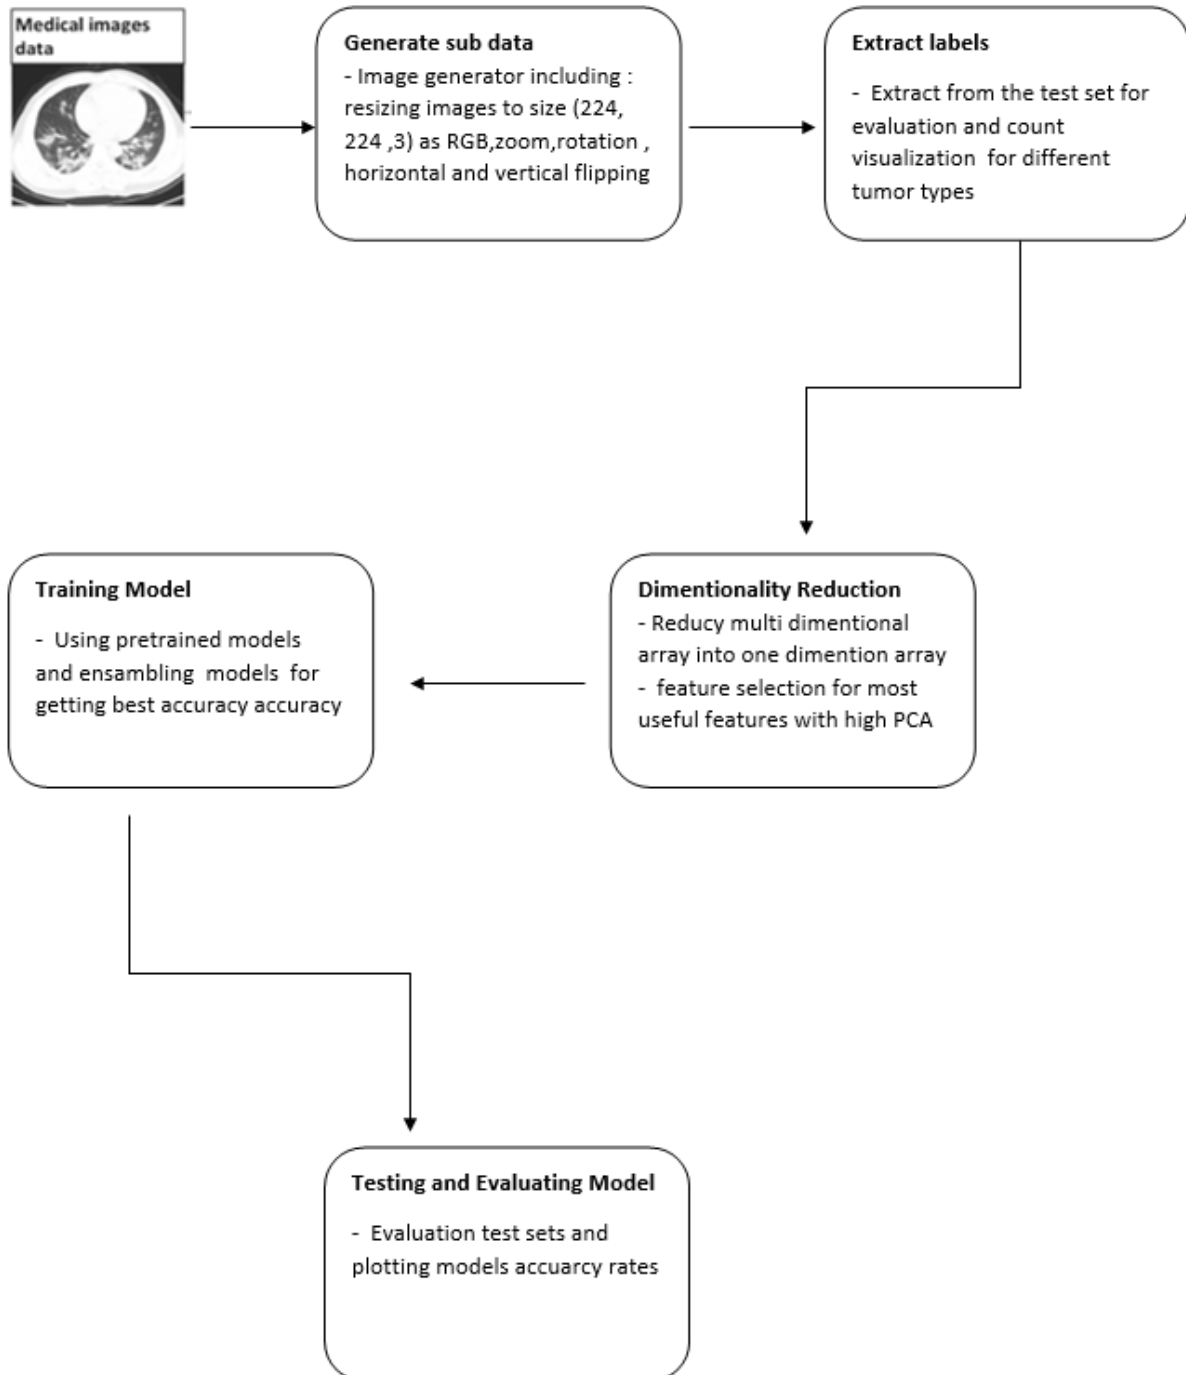 Medical images
data
Generate sub data
- Image generator including :
resizing images to size (224,
224 ,3) as RGB,zoom,rotation ,
horizontal and vertical flipping
Extract labels
- Extract from the test set for
evaluation and count
visualization for different
tumor types
Training Model
- Using pretrained models
and ensambling models for
getting best accuracy accuracy
Dimentionality Reduction
- Reducy multi dimentional
array into one dimention array
- feature selection for most
useful features with high PCA
Testing and Evaluating Model
- Evaluation test sets and
plotting models accuarcy rates